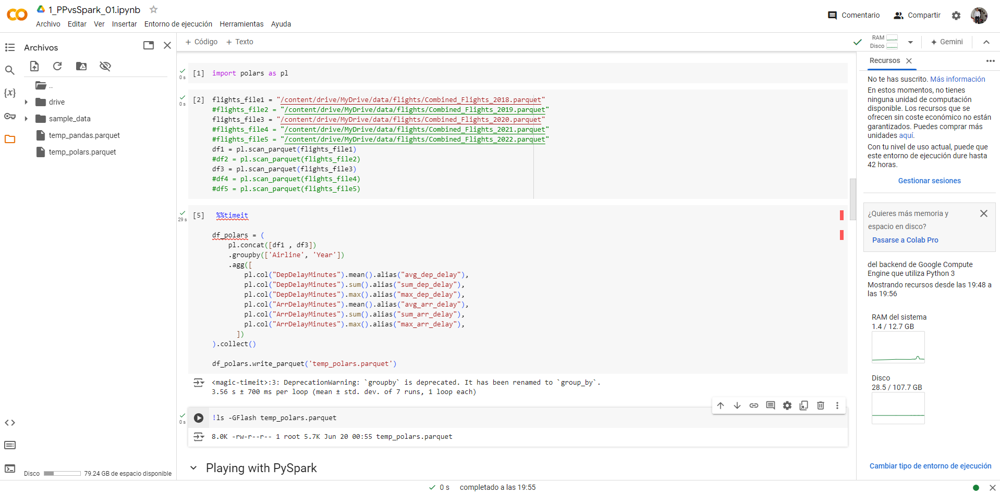 1_PPvsSpark_01.ipynb
Archivo Editar Ver Insertar Entorno de ejecución Herramientas Ayuda
Comentario Compartir
Archivos
..
drive
sample_data
temp_pandas.parquet
temp_polars.parquet
Disco 79.24 GB de espacio disponible
+ Código + Texto
RAM
Disco
Gemini
0 s
[1] import polars as pl
0 s
[2] flights_file1 = "/content/drive/MyDrive/data/flights/Combined_Flights_2018.parquet"
#flights_file2 = "/content/drive/MyDrive/data/flights/Combined_Flights_2019.parquet"
flights_file3 = "/content/drive/MyDrive/data/flights/Combined_Flights_2020.parquet"
#flights_file4 = "/content/drive/MyDrive/data/flights/Combined_Flights_2021.parquet"
#flights_file5 = "/content/drive/MyDrive/data/flights/Combined_Flights_2022.parquet"
df1 = pl.scan_parquet(flights_file1)
#df2 = pl.scan_parquet(flights_file2)
df3 = pl.scan_parquet(flights_file3)
#df4 = pl.scan_parquet(flights_file4)
#df5 = pl.scan_parquet(flights_file5)
29 s
[5] %%timeit
df_polars = (
pl.concat([df1 , df3])
.groupby(['Airline', 'Year'])
.agg([
pl.col("DepDelayMinutes").mean().alias("avg_dep_delay"),
pl.col("DepDelayMinutes").sum().alias("sum_dep_delay"),
pl.col("DepDelayMinutes").max().alias("max_dep_delay"),
pl.col("ArrDelayMinutes").mean().alias("avg_arr_delay"),
pl.col("ArrDelayMinutes").sum().alias("sum_arr_delay"),
pl.col("ArrDelayMinutes").max().alias("max_arr_delay"),
])
).collect()
df_polars.write_parquet('temp_polars.parquet')
<magic-timeit>:3: DeprecationWarning: `groupby` is deprecated. It has been renamed to `group_by`.
3.56 s ± 700 ms per loop (mean ± std. dev. of 7 runs, 1 loop each)
0 s
!ls -GFlash temp_polars.parquet
8.0K -rw-r--r-- 1 root 5.7K Jun 20 00:55 temp_polars.parquet
Playing with PySpark
Recursos
No te has suscrito. Más información
En estos momentos, no tienes
ninguna unidad de computación
disponible. Los recursos que se
ofrecen sin coste económico no están
garantizados. Puedes comprar más
unidades aquí.
Con tu nivel de uso actual, puede que
este entorno de ejecución dure hasta
42 horas.
Gestionar sesiones
¿Quieres más memoria y
espacio en disco?
Pasarse a Colab Pro
del backend de Google Compute
Engine que utiliza Python 3
Mostrando recursos desde las 19:48 a
las 19:56
RAM del sistema
1.4 / 12.7 GB
Disco
28.5 / 107.7 GB
Cambiar tipo de entorno de ejecución
0 s completado a las 19:55